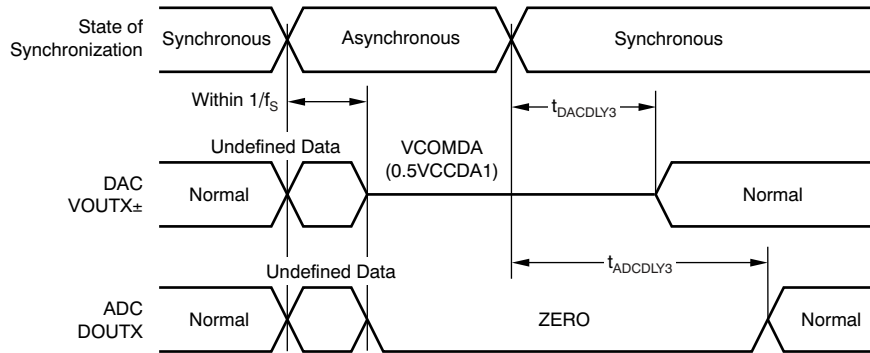 State of
Synchronization
Synchronous
Asynchronous
Synchronous
Within 1/fS
tDACDLY3
Undefined Data
VCOMDA
(0.5VCCDA1)
DAC
VOUTX±
Normal
Normal
Undefined Data
tADCDLY3
ADC
DOUTX
Normal
ZERO
Normal